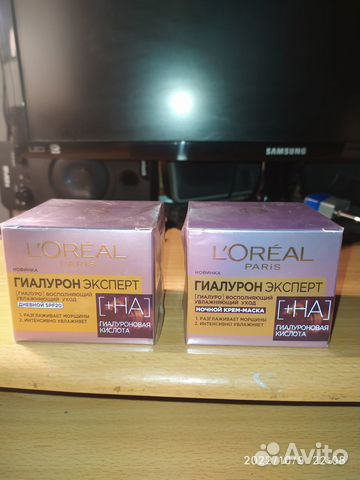 SAMSUNG
L'ORÉAL
PARIS
НОВИНКА
ГИАЛУРОН ЭКСПЕРТ
[ГИАЛУРО] ВОСПОЛНЯЮЩИЙ
УВЛАЖНЯЮЩИЙ УХОД
ДНЕВНОЙ SPF20
1. РАЗГЛАЖИВАЕТ МОРЩИНЫ
2. ИНТЕНСИВНО УВЛАЖНЯЕТ
[+HA]
ГИАЛУРОНОВАЯ
КИСЛОТА
L'ORÉAL
PARIS
НОВИНКА
ГИАЛУРОН ЭКСПЕРТ
[ГИАЛУРО] ВОСПОЛНЯЮЩИЙ
УВЛАЖНЯЮЩИЙ УХОД
НОЧНОЙ КРЕМ-МАСКА
1. РАЗГЛАЖИВАЕТ МОРЩИНЫ
2. ИНТЕНСИВНО УВЛАЖНЯЕТ
[+HA]
ГИАЛУРОНОВАЯ
КИСЛОТА
Avito